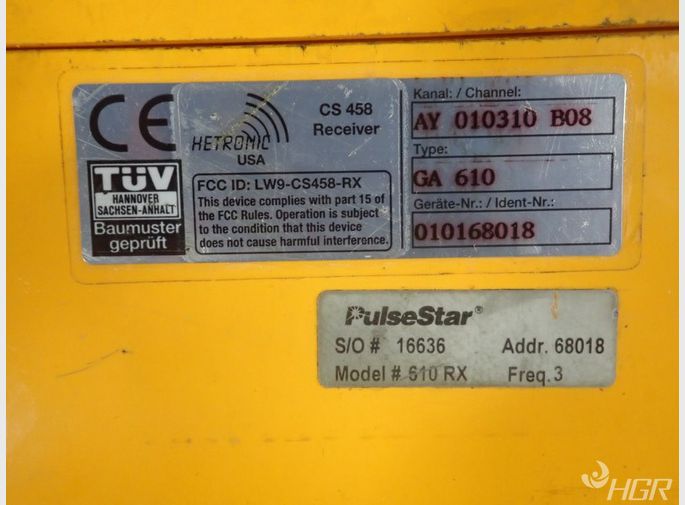 CE
HETRONIC
USA
CS 458
Receiver
TÜV
HANNOVER
SACHSEN-ANHALT
Baumuster
geprüft
FCC ID: LW9-CS458-RX
This device complies with part 15 of
the FCC Rules. Operation is subject
to the condition that this device
does not cause harmful interference.
Kanal: / Channel:
AY 010310 B08
Type:
GA 610
Geräte-Nr.: / Ident-Nr.:
010168018
PulseStar®
S/O # 16636 Addr. 68018
Model # 610 RX Freq. 3
HGR